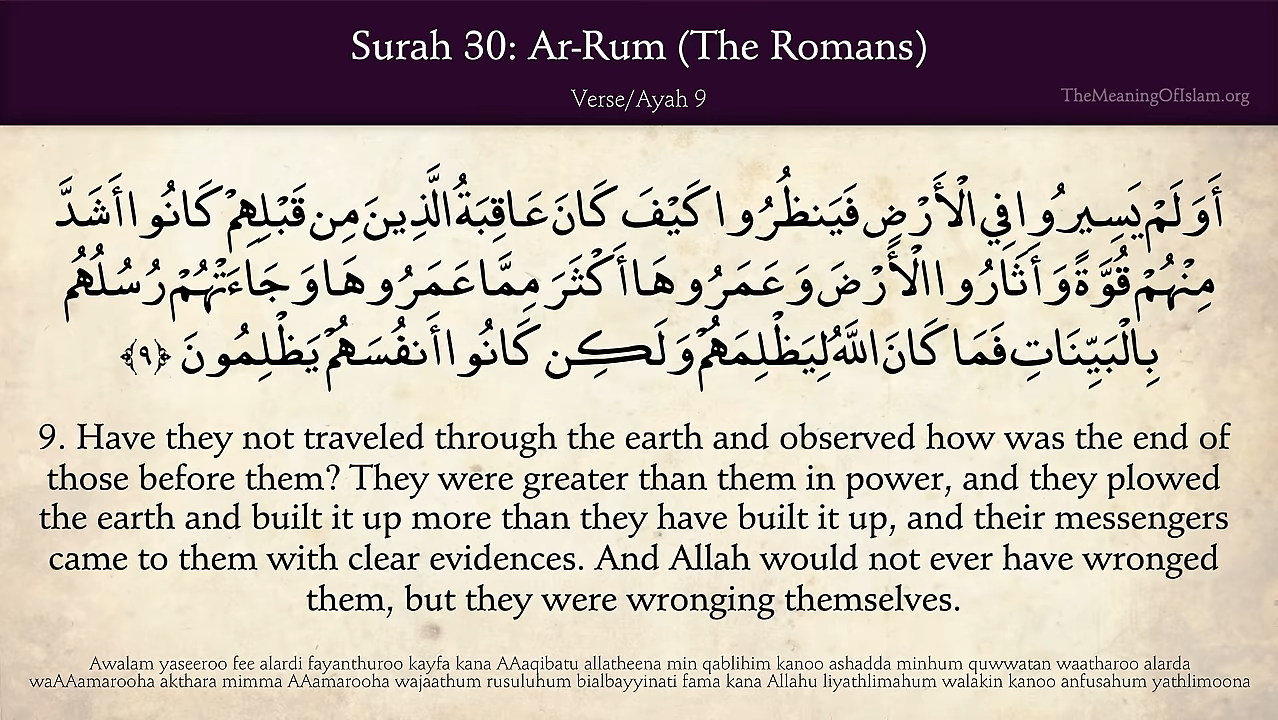 Surah 30: Ar-Rum (The Romans)
Verse/Ayah 9
TheMeaningOfIslam.org
أَوَلَمْ يَسِيرُوا فِي الْأَرْضِ فَيَنظُرُوا كَيْفَ كَانَ عَاقِبَةُ الَّذِينَ مِن قَبْلِهِمْ كَانُوا أَشَدَّ
مِنْهُمْ قُوَّةً وَأَثَارُوا الْأَرْضَ وَعَمَرُوهَا أَكْثَرَ مِمَّا عَمَرُوهَا وَجَاءَتْهُمْ رُسُلُهُم
بِالْبَيِّنَاتِ فَمَا كَانَ اللَّهُ لِيَظْلِمَهُمْ وَلَٰكِن كَانُوا أَنفُسَهُمْ يَظْلِمُونَ ﴿٩﴾
9. Have they not traveled through the earth and observed how was the end of
those before them? They were greater than them in power, and they plowed
the earth and built it up more than they have built it up, and their messengers
came to them with clear evidences. And Allah would not ever have wronged
them, but they were wronging themselves.
Awalam yaseeroo fee alardi fayanthuroo kayfa kana AAaqibatu allatheena min qablihim kanoo ashadda minhum quwwatan waatharoo alarda
waAAamarooha akthara mimma AAamarooha wajaathum rusuluhum bialbayyinati fama kana Allahu liyathlimahum walakin kanoo anfusahum yathlimoona